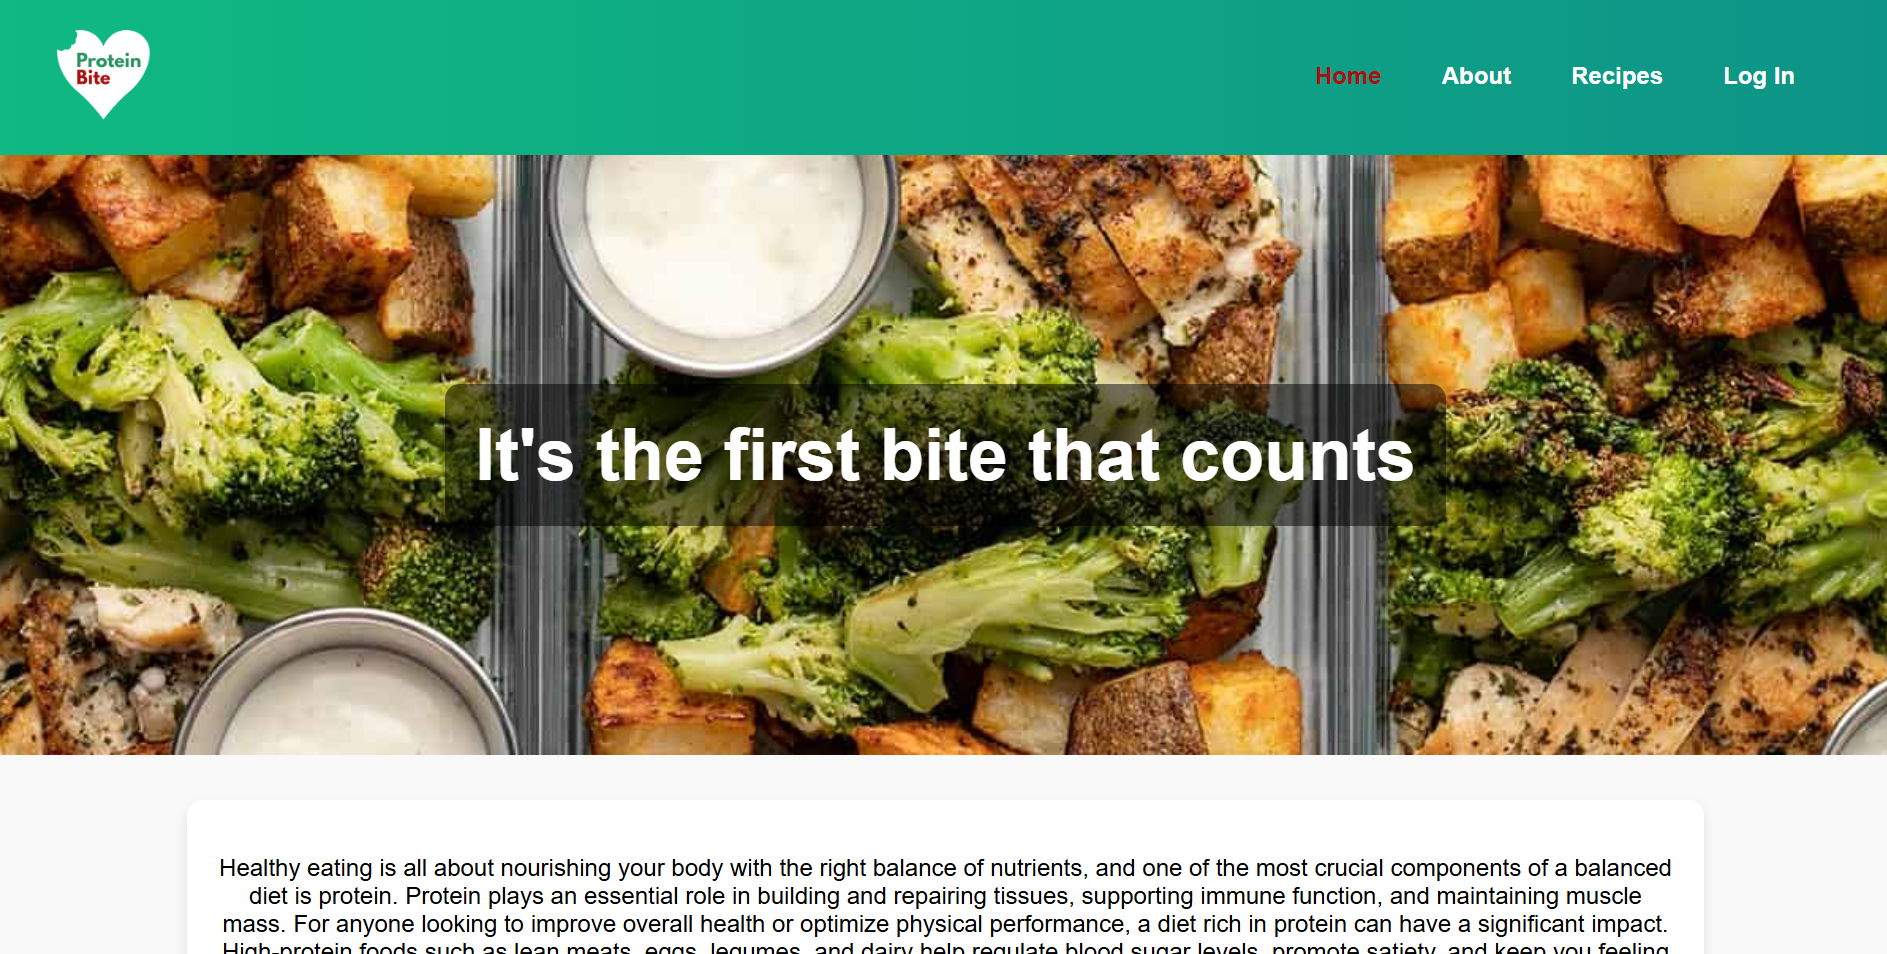 Protein
Bite
Home
About
Recipes
Log In
It's the first bite that counts
Healthy eating is all about nourishing your body with the right balance of nutrients, and one of the most crucial components of a balanced
diet is protein. Protein plays an essential role in building and repairing tissues, supporting immune function, and maintaining muscle
mass. For anyone looking to improve overall health or optimize physical performance, a diet rich in protein can have a significant impact.
High-protein foods such as lean meats, eggs, legumes, and dairy help regulate blood sugar levels, promote satiety, and keep you feeling